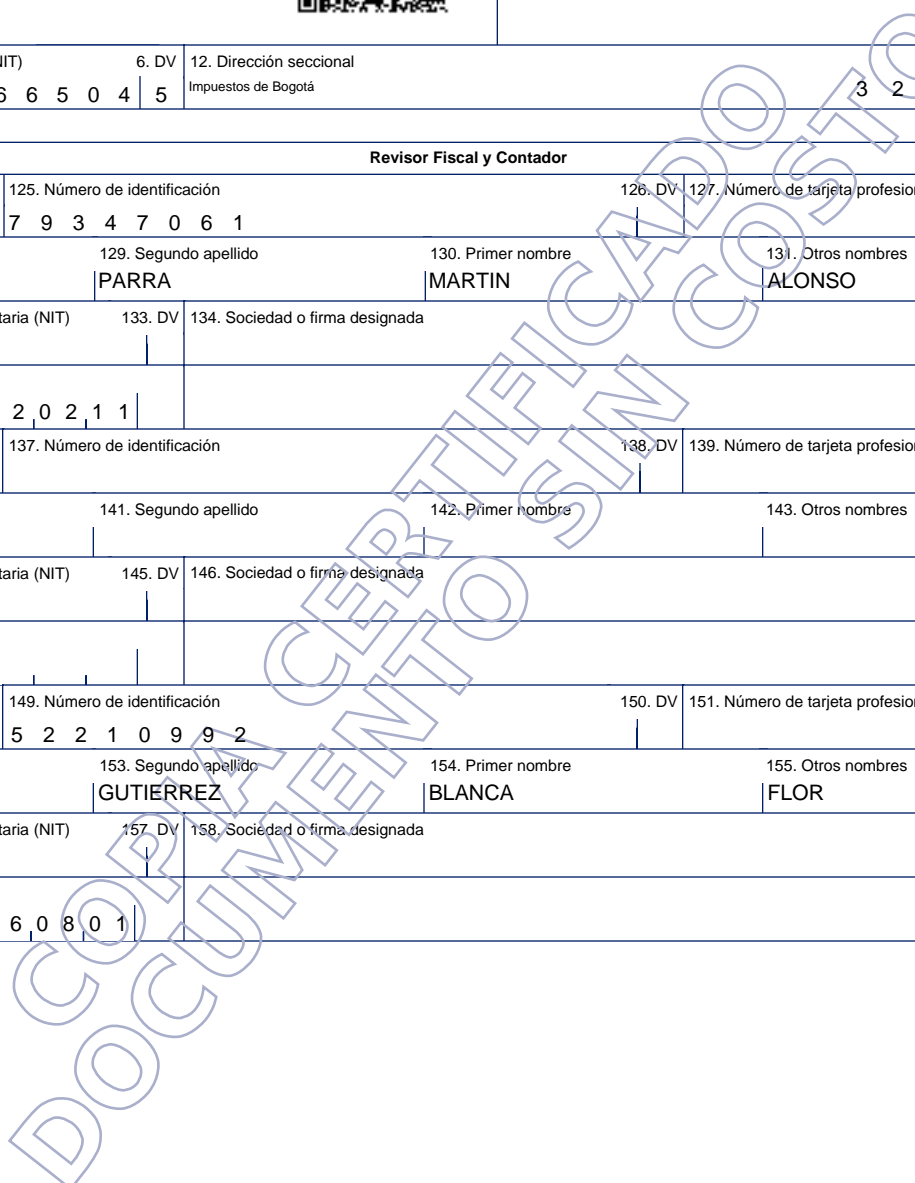 IT) 6. DV 12. Dirección seccional
6 6 5 0 4 5 Impuestos de Bogotá 3 2
Revisor Fiscal y Contador
125. Número de identificación 126. DV 127. Número de tarjeta profesion
7 9 3 4 7 0 6 1
129. Segundo apellido 130. Primer nombre 131. Otros nombres
PARRA MARTIN ALONSO
taria (NIT) 133. DV 134. Sociedad o firma designada
2 0 2 1 1
137. Número de identificación 138. DV 139. Número de tarjeta profesion
141. Segundo apellido 142. Primer nombre 143. Otros nombres
taria (NIT) 145. DV 146. Sociedad o firma designada
149. Número de identificación 150. DV 151. Número de tarjeta profesion
5 2 2 1 0 9 9 2
153. Segundo apellido 154. Primer nombre 155. Otros nombres
GUTIERREZ BLANCA FLOR
taria (NIT) 157. DV 158. Sociedad o firma designada
6 0 8 0 1
COPIA CERTIFICADO
DOCUMENTO SIN COSTO